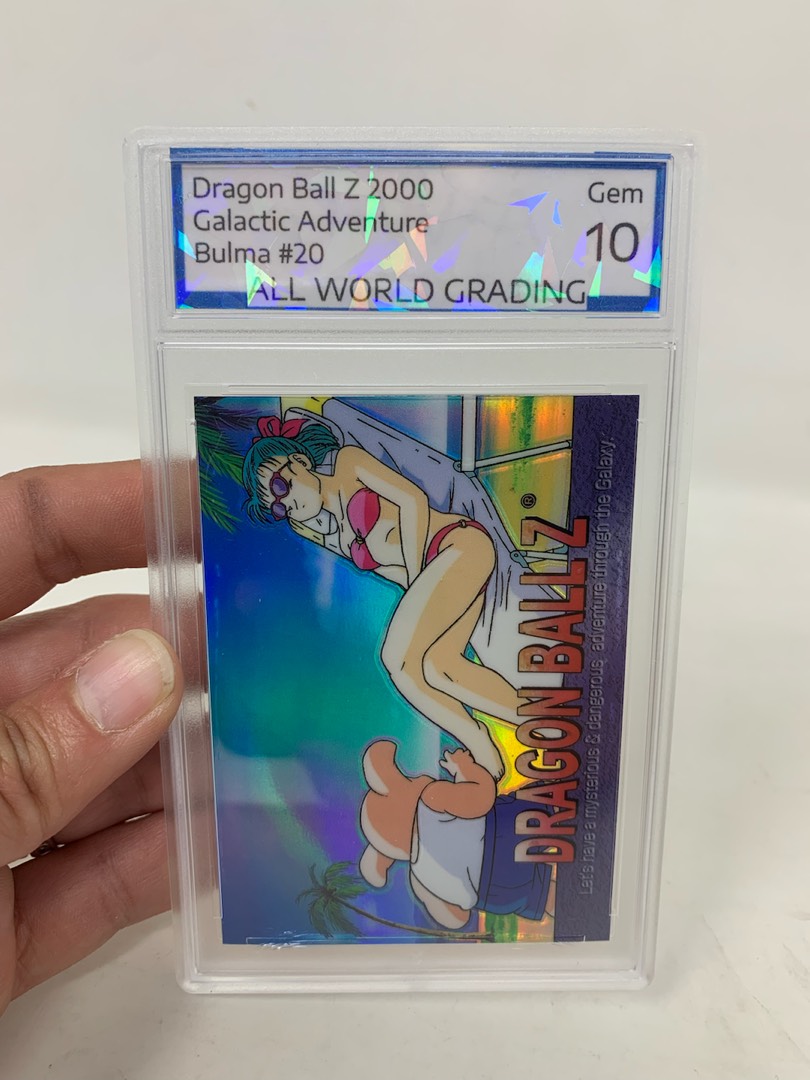 Dragon Ball Z 2000
Galactic Adventure
Bulma #20
Gem
10
ALL WORLD GRADING
DRAGON BALL Z®
Let's have a mysterious & dangerous adventure through the Galaxy.